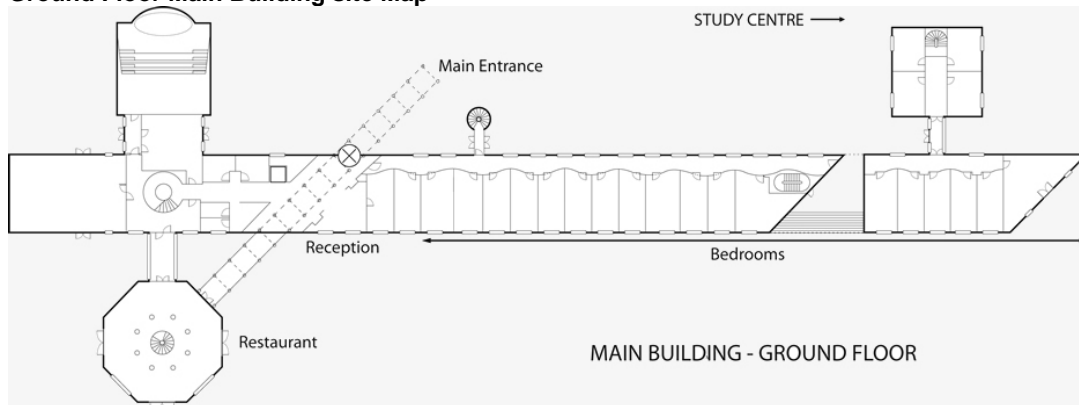 Ground Floor Main Building Site Map
STUDY CENTRE
Main Entrance
Reception
Bedrooms
Restaurant
MAIN BUILDING - GROUND FLOOR